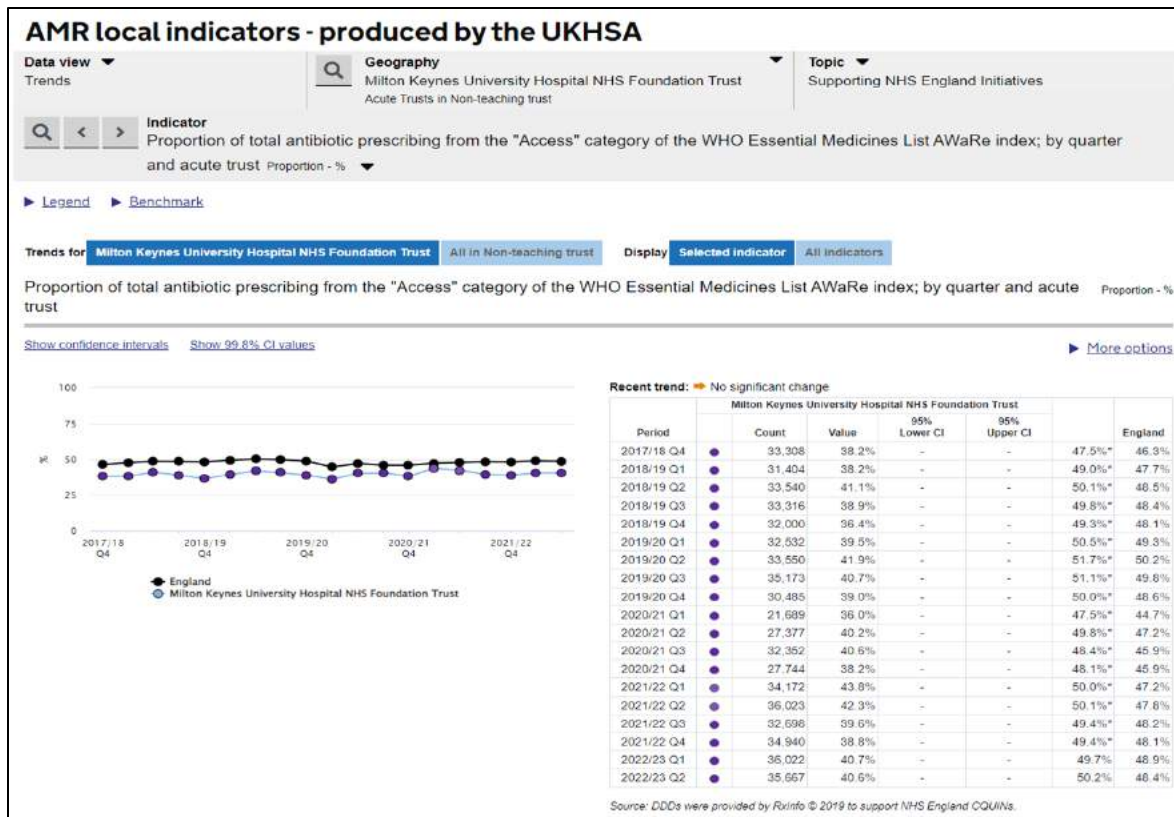 AMR local indicators - produced by the UKHSA
Data view ▼
Trends
Geography
Milton Keynes University Hospital NHS Foundation Trust
Acute Trusts in Non-teaching trust
Topic ▼
Supporting NHS England Initiatives
Indicator
Proportion of total antibiotic prescribing from the "Access" category of the WHO Essential Medicines List AWaRe index; by quarter
and acute trust Proportion - % ▼
► Legend ► Benchmark
Trends for Milton Keynes University Hospital NHS Foundation Trust All in Non-teaching trust Display Selected indicator All indicators
Proportion of total antibiotic prescribing from the "Access" category of the WHO Essential Medicines List AWaRe index; by quarter and acute Proportion - %
trust
Show confidence intervals Show 99.8% CI values
► More options
100
75
50
25
0
%
2017/18 Q4
2018/19 Q4
2019/20 Q4
2020/21 Q4
2021/22 Q4
England
Milton Keynes University Hospital NHS Foundation Trust
Recent trend: No significant change
Milton Keynes University Hospital NHS Foundation Trust
Period Count Value 95% Lower CI 95% Upper CI England
2017/18 Q4 33,308 38.2% - - 47.5%* 46.3%
2018/19 Q1 31,404 38.2% - - 49.0%* 47.7%
2018/19 Q2 33,540 41.1% - - 50.1%* 48.5%
2018/19 Q3 33,316 38.9% - - 49.8%* 48.4%
2018/19 Q4 32,000 36.4% - - 49.3%* 48.1%
2019/20 Q1 32,532 39.5% - - 50.5%* 49.3%
2019/20 Q2 33,550 41.9% - - 51.7%* 50.2%
2019/20 Q3 35,173 40.7% - - 51.1%* 49.8%
2019/20 Q4 30,485 39.0% - - 50.0%* 48.6%
2020/21 Q1 21,689 36.0% - - 47.5%* 44.7%
2020/21 Q2 27,377 40.2% - - 49.8%* 47.2%
2020/21 Q3 32,352 40.6% - - 48.4%* 45.9%
2020/21 Q4 27,744 38.2% - - 48.1%* 45.9%
2021/22 Q1 34,172 43.8% - - 50.0%* 47.2%
2021/22 Q2 36,023 42.3% - - 50.1%* 47.8%
2021/22 Q3 32,698 39.6% - - 49.4%* 48.2%
2021/22 Q4 34,940 38.8% - - 49.4%* 48.1%
2022/23 Q1 36,022 40.7% - - 49.7% 48.9%
2022/23 Q2 35,667 40.6% - - 50.2% 48.4%
Source: DDDs were provided by RxInfo © 2019 to support NHS England CQUINs.